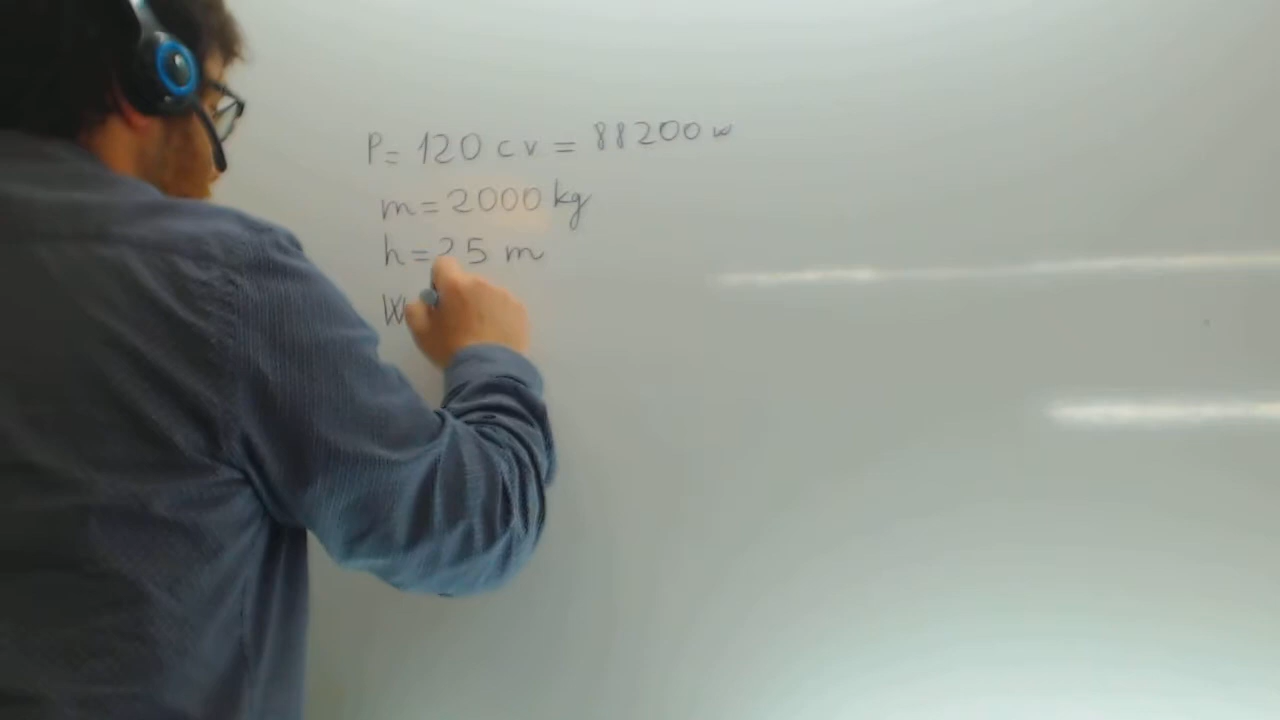 P= 120 cv = 88200 w
m = 2000 kg
h = 25 m
W